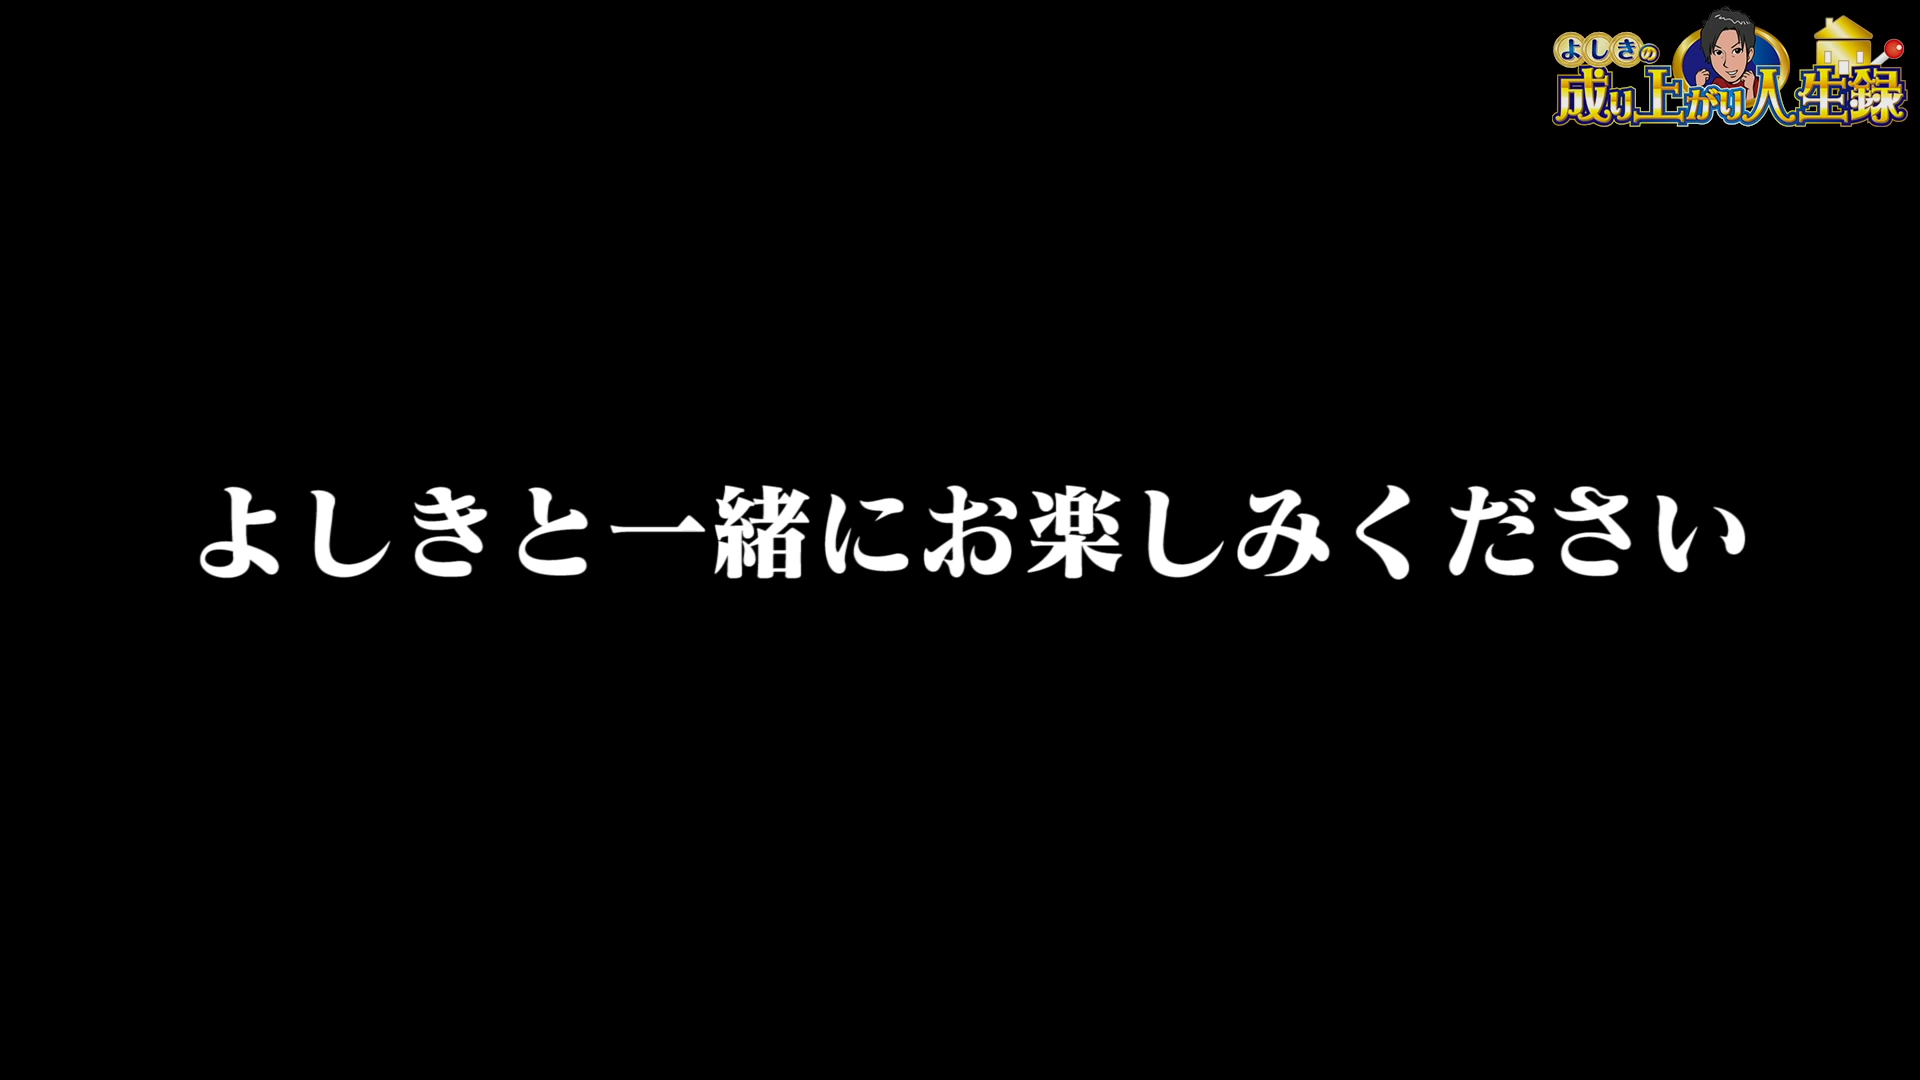 よしきの
成り上がり人生録
よしきと一緒にお楽しみください